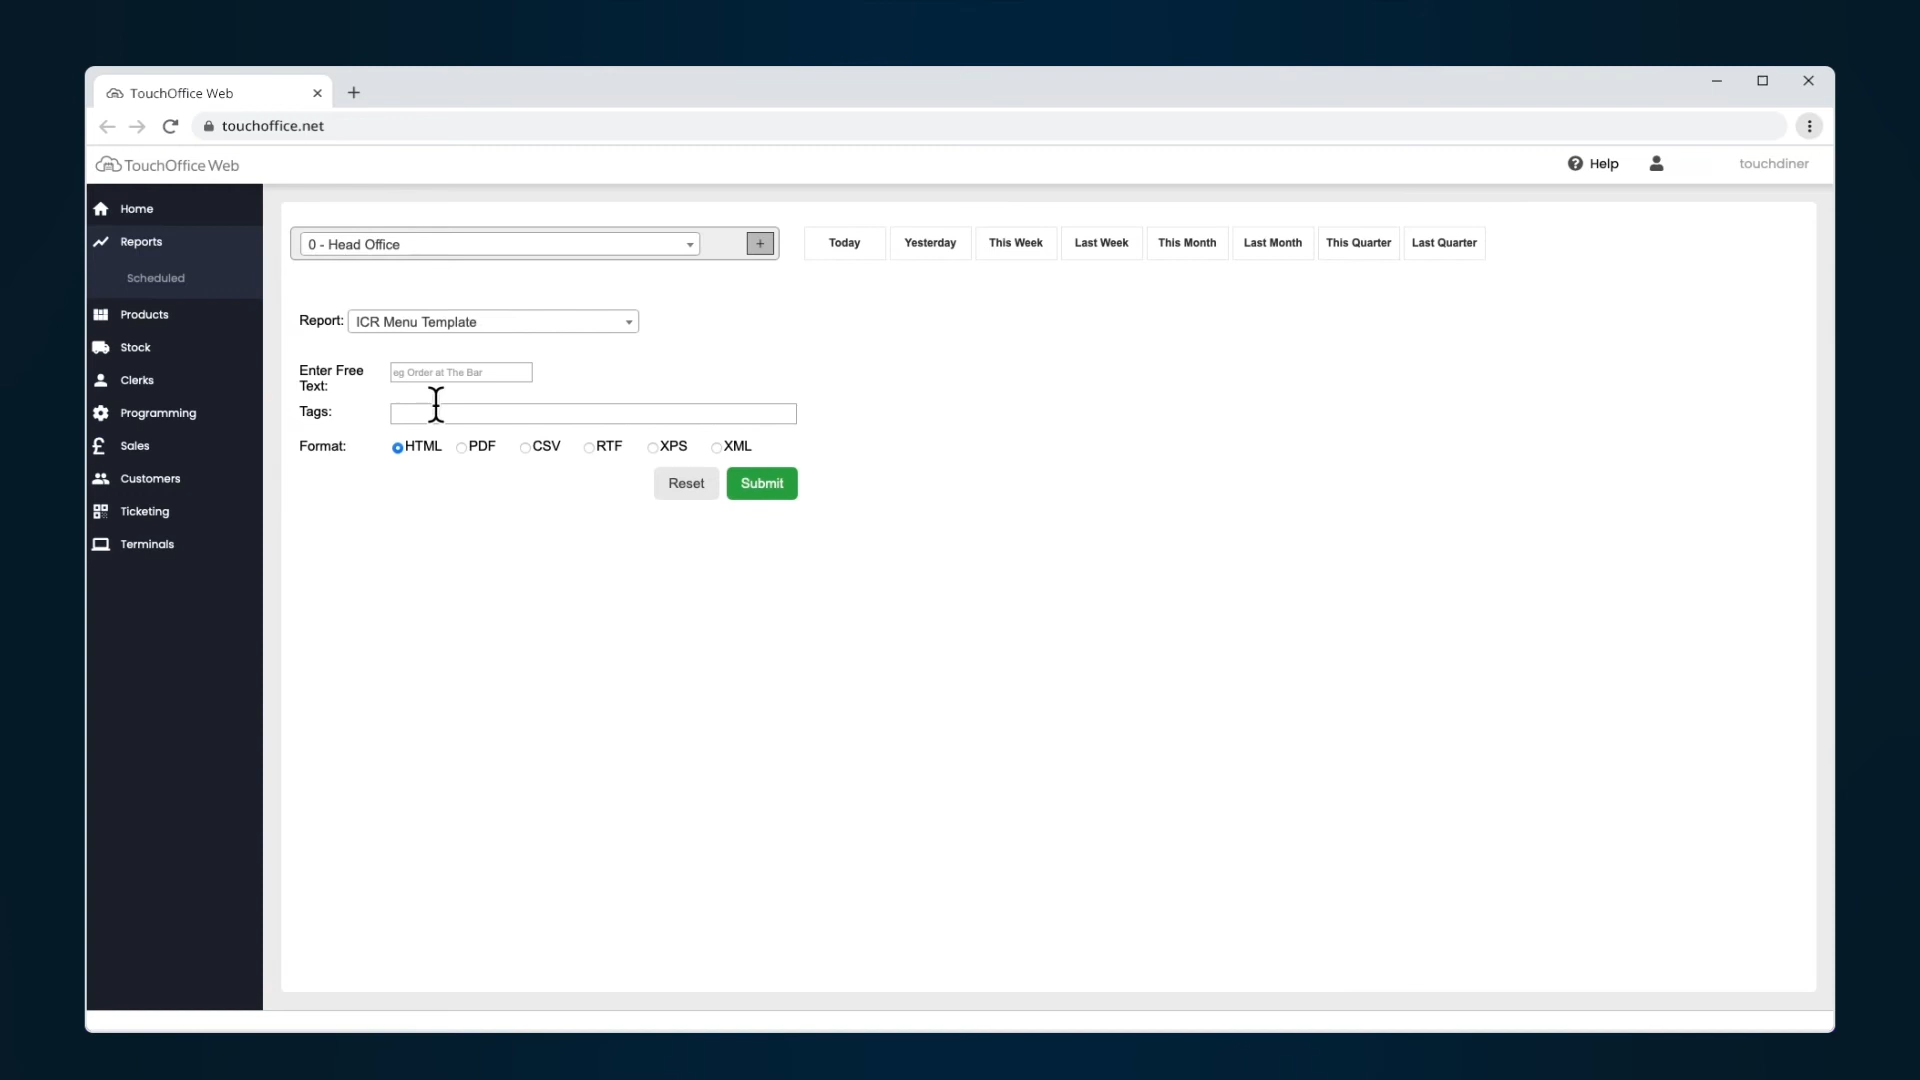 TouchOffice Web
touchoffice.net
TouchOffice Web
Help
touchdiner
Home
Reports
Scheduled
Products
Stock
Clerks
Programming
Sales
Customers
Ticketing
Terminals
0 - Head Office
+
Today
Yesterday
This Week
Last Week
This Month
Last Month
This Quarter
Last Quarter
Report: ICR Menu Template
Enter Free
Text:
eg Order at The Bar
Tags:
Format: HTML PDF CSV RTF XPS XML
Reset
Submit